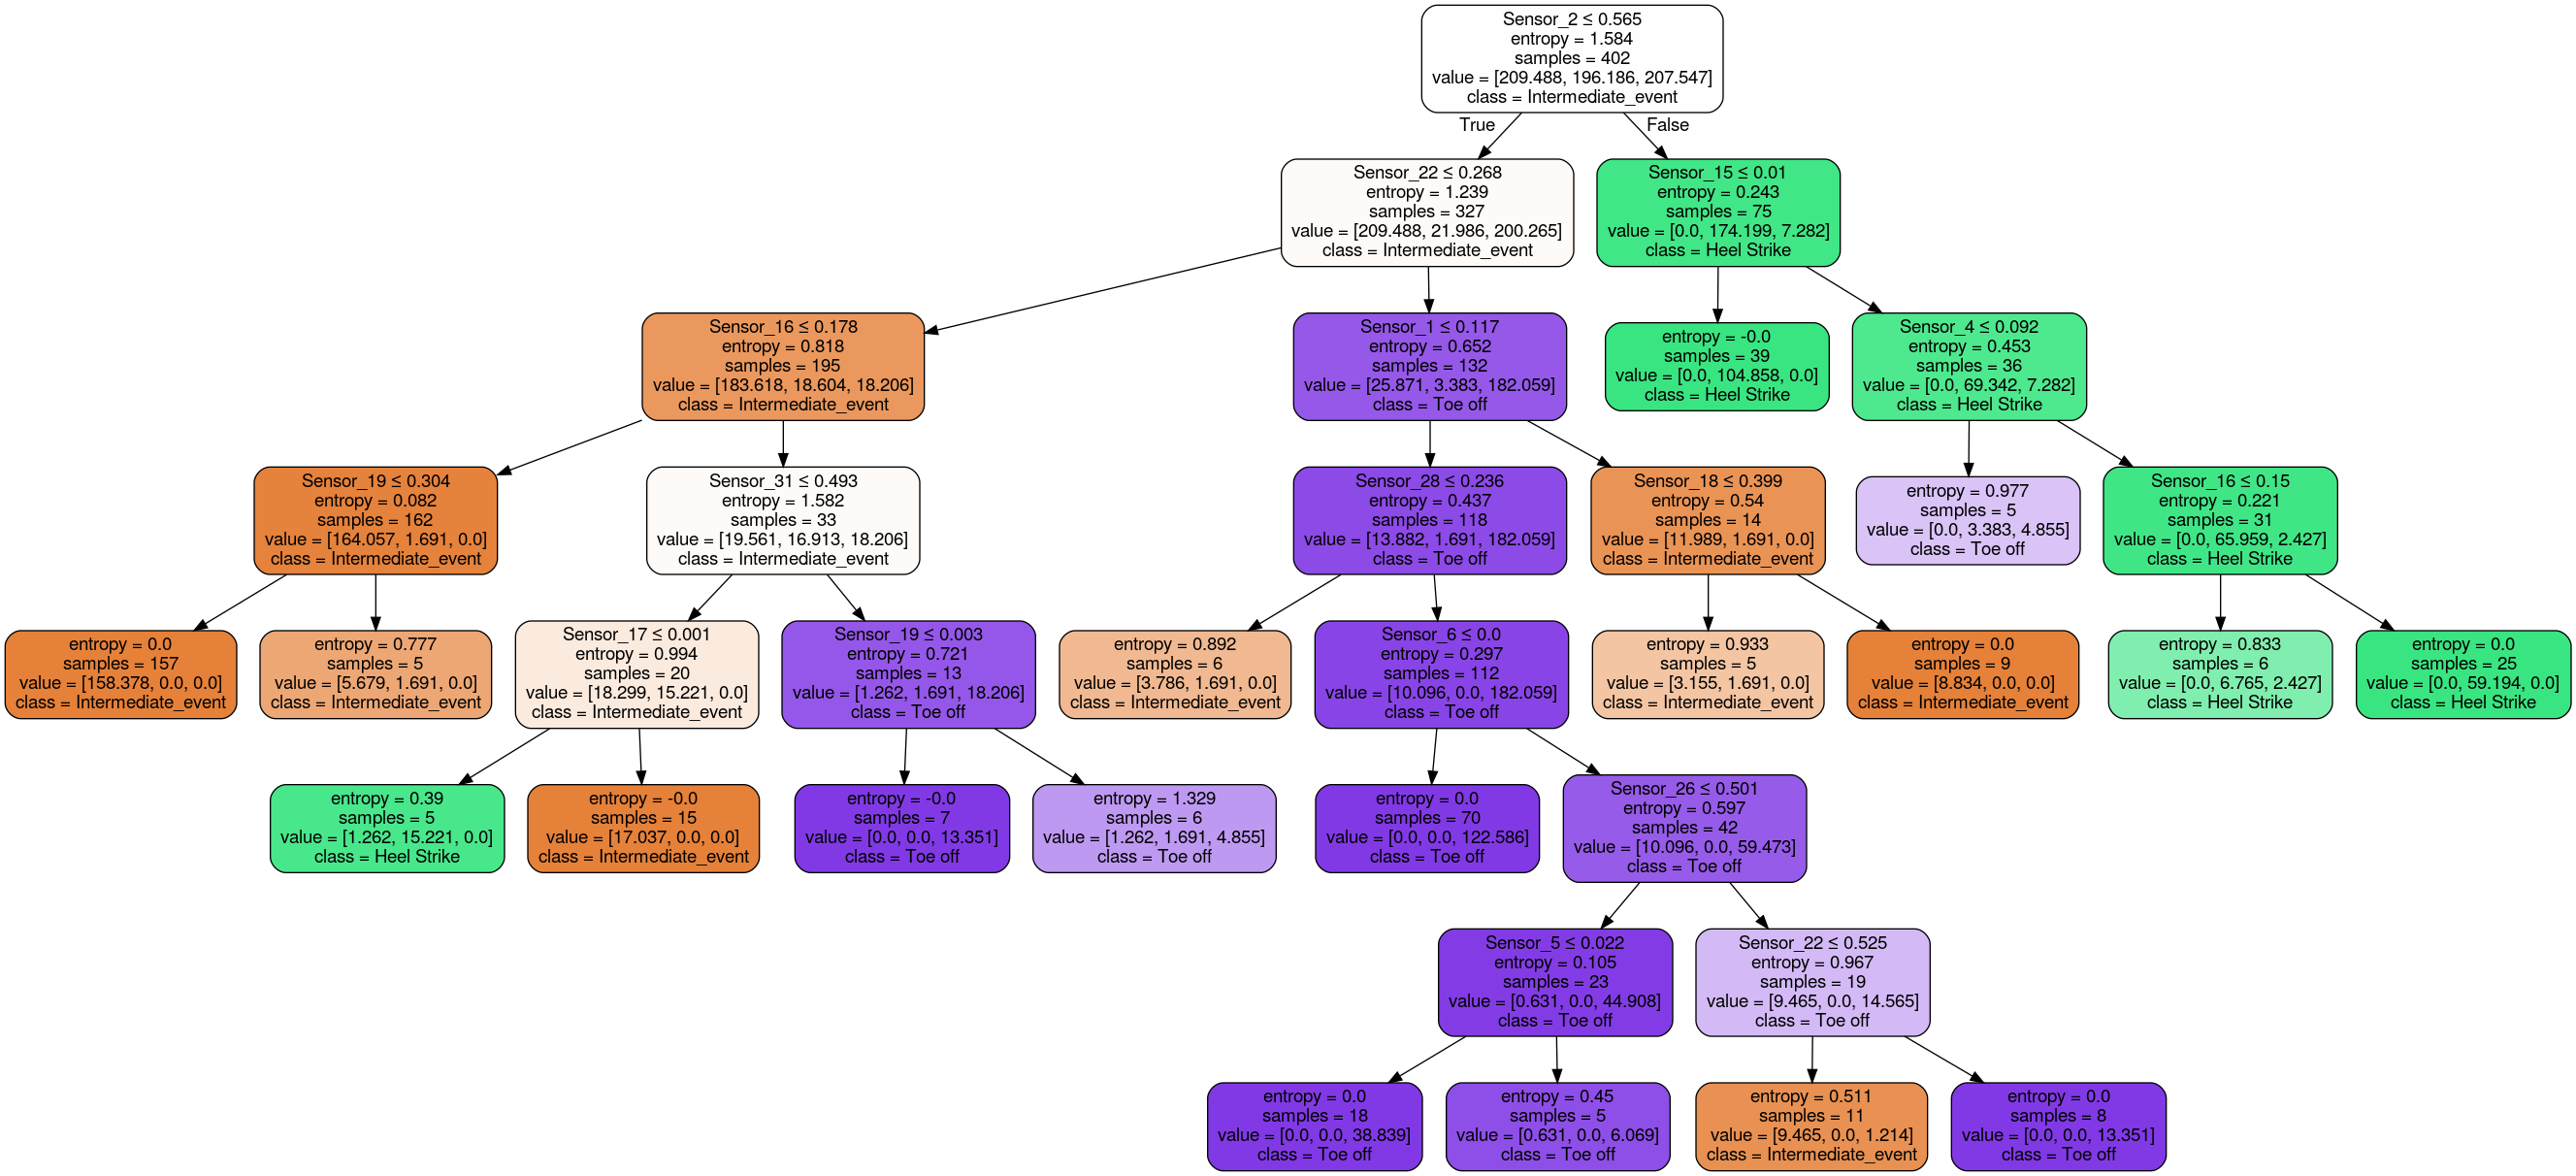 Sensor_2 ≤ 0.565
entropy = 1.584
samples = 402
value = [209.488, 196.186, 207.547]
class = Intermediate_event
True
False
Sensor_22 ≤ 0.268
entropy = 1.239
samples = 327
value = [209.488, 21.986, 200.265]
class = Intermediate_event
Sensor_15 ≤ 0.01
entropy = 0.243
samples = 75
value = [0.0, 174.199, 7.282]
class = Heel Strike
Sensor_16 ≤ 0.178
entropy = 0.818
samples = 195
value = [183.618, 18.604, 18.206]
class = Intermediate_event
Sensor_1 ≤ 0.117
entropy = 0.652
samples = 132
value = [25.871, 3.383, 182.059]
class = Toe off
entropy = -0.0
samples = 39
value = [0.0, 104.858, 0.0]
class = Heel Strike
Sensor_4 ≤ 0.092
entropy = 0.453
samples = 36
value = [0.0, 69.342, 7.282]
class = Heel Strike
Sensor_19 ≤ 0.304
entropy = 0.082
samples = 162
value = [164.057, 1.691, 0.0]
class = Intermediate_event
Sensor_31 ≤ 0.493
entropy = 1.582
samples = 33
value = [19.561, 16.913, 18.206]
class = Intermediate_event
Sensor_28 ≤ 0.236
entropy = 0.437
samples = 118
value = [13.882, 1.691, 182.059]
class = Toe off
Sensor_18 ≤ 0.399
entropy = 0.54
samples = 14
value = [11.989, 1.691, 0.0]
class = Intermediate_event
entropy = 0.977
samples = 5
value = [0.0, 3.383, 4.855]
class = Toe off
Sensor_16 ≤ 0.15
entropy = 0.221
samples = 31
value = [0.0, 65.959, 2.427]
class = Heel Strike
entropy = 0.0
samples = 157
value = [158.378, 0.0, 0.0]
class = Intermediate_event
entropy = 0.777
samples = 5
value = [5.679, 1.691, 0.0]
class = Intermediate_event
Sensor_17 ≤ 0.001
entropy = 0.994
samples = 20
value = [18.299, 15.221, 0.0]
class = Intermediate_event
Sensor_19 ≤ 0.003
entropy = 0.721
samples = 13
value = [1.262, 1.691, 18.206]
class = Toe off
entropy = 0.892
samples = 6
value = [3.786, 1.691, 0.0]
class = Intermediate_event
Sensor_6 ≤ 0.0
entropy = 0.297
samples = 112
value = [10.096, 0.0, 182.059]
class = Toe off
entropy = 0.933
samples = 5
value = [3.155, 1.691, 0.0]
class = Intermediate_event
entropy = 0.0
samples = 9
value = [8.834, 0.0, 0.0]
class = Intermediate_event
entropy = 0.833
samples = 6
value = [0.0, 6.765, 2.427]
class = Heel Strike
entropy = 0.0
samples = 25
value = [0.0, 59.194, 0.0]
class = Heel Strike
entropy = 0.39
samples = 5
value = [1.262, 15.221, 0.0]
class = Heel Strike
entropy = -0.0
samples = 15
value = [17.037, 0.0, 0.0]
class = Intermediate_event
entropy = -0.0
samples = 7
value = [0.0, 0.0, 13.351]
class = Toe off
entropy = 1.329
samples = 6
value = [1.262, 1.691, 4.855]
class = Toe off
entropy = 0.0
samples = 70
value = [0.0, 0.0, 122.586]
class = Toe off
Sensor_26 ≤ 0.501
entropy = 0.597
samples = 42
value = [10.096, 0.0, 59.473]
class = Toe off
Sensor_5 ≤ 0.022
entropy = 0.105
samples = 23
value = [0.631, 0.0, 44.908]
class = Toe off
Sensor_22 ≤ 0.525
entropy = 0.967
samples = 19
value = [9.465, 0.0, 14.565]
class = Toe off
entropy = 0.0
samples = 18
value = [0.0, 0.0, 38.839]
class = Toe off
entropy = 0.45
samples = 5
value = [0.631, 0.0, 6.069]
class = Toe off
entropy = 0.511
samples = 11
value = [9.465, 0.0, 1.214]
class = Intermediate_event
entropy = 0.0
samples = 8
value = [0.0, 0.0, 13.351]
class = Toe off